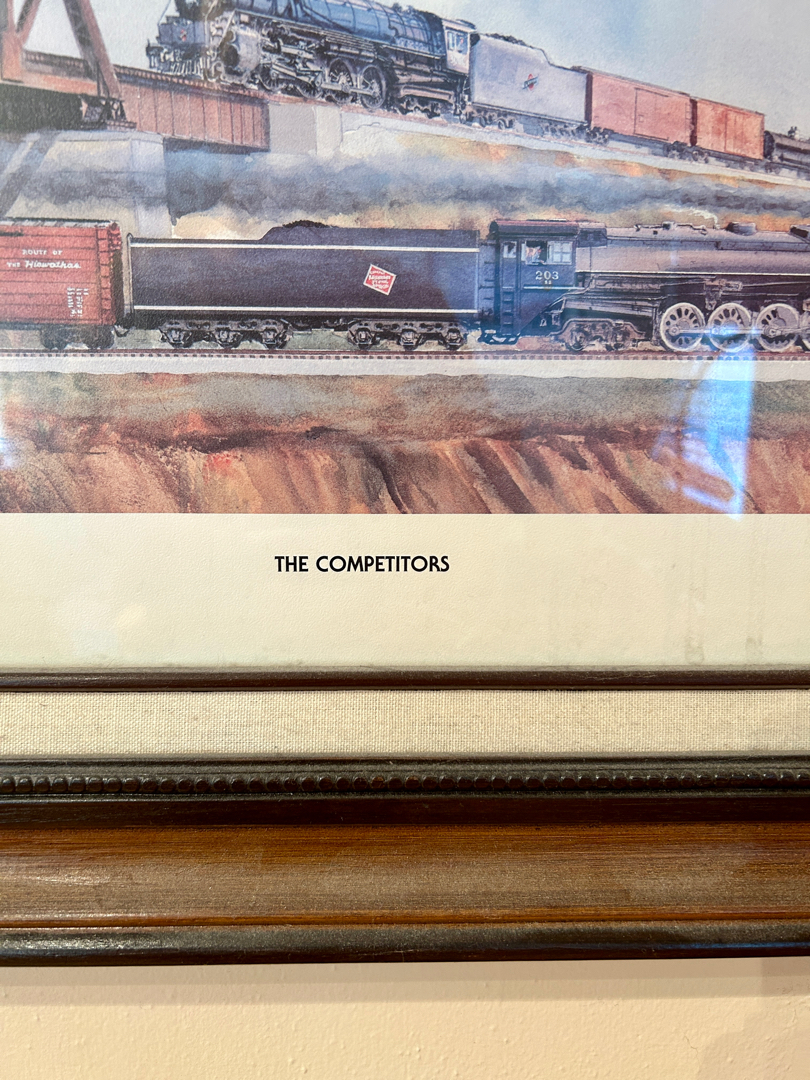 ROUTE OF
THE Hiawathas
203
THE COMPETITORS